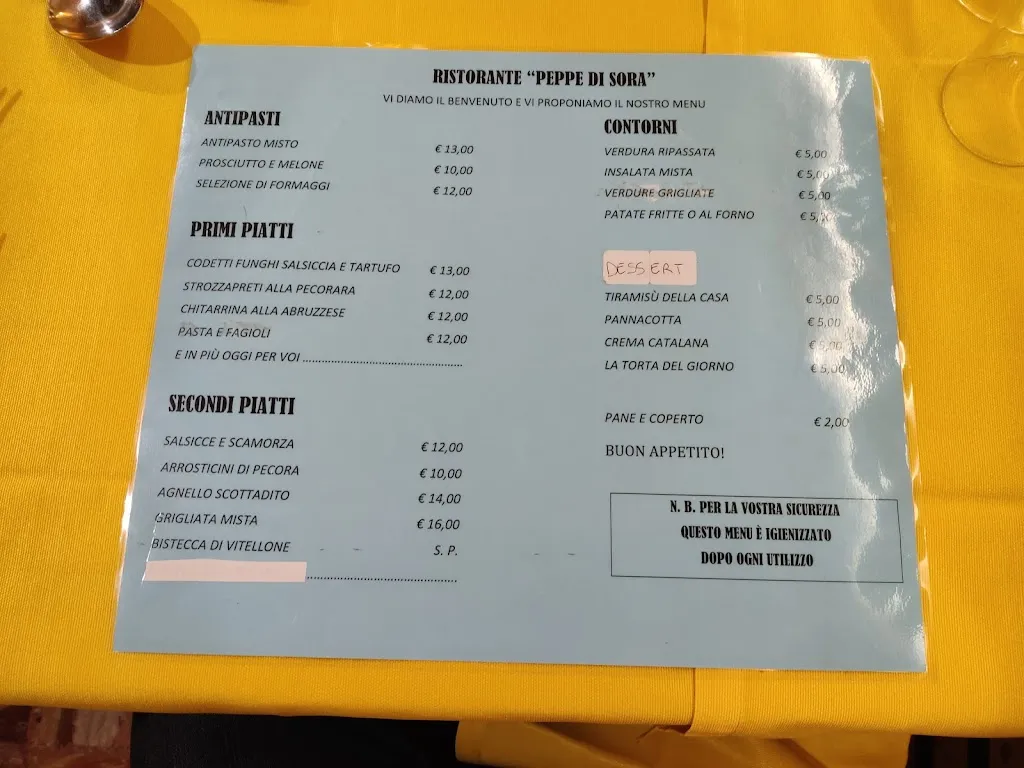 RISTORANTE “PEPPE DI SORA”
VI DIAMO IL BENVENUTO E VI PROPONIAMO IL NOSTRO MENU
ANTIPASTI
ANTIPASTO MISTO € 13,00
PROSCIUTTO E MELONE € 10,00
SELEZIONE DI FORMAGGI € 12,00
PRIMI PIATTI
CODETTI FUNGHI SALSICCIA E TARTUFO € 13,00
STROZZAPRETI ALLA PECORARA € 12,00
CHITARRINA ALLA ABRUZZESE € 12,00
PASTA E FAGIOLI € 12,00
E IN PIÙ OGGI PER VOI ................................................
SECONDI PIATTI
SALSICCE E SCAMORZA € 12,00
ARROSTICINI DI PECORA € 10,00
AGNELLO SCOTTADITO € 14,00
GRIGLIATA MISTA € 16,00
BISTECCA DI VITELLONE S. P.
CONTORNI
VERDURA RIPASSATA € 5,00
INSALATA MISTA € 5,00
VERDURE GRIGLIATE € 5,00
PATATE FRITTE O AL FORNO € 5,00
DESSERT
TIRAMISÙ DELLA CASA € 5,00
PANNACOTTA € 5,00
CREMA CATALANA
LA TORTA DEL GIORNO € 5,00
PANE E COPERTO € 2,00
BUON APPETITO!
N. B. PER LA VOSTRA SICUREZZA
QUESTO MENU È IGIENIZZATO
DOPO OGNI UTILIZZO